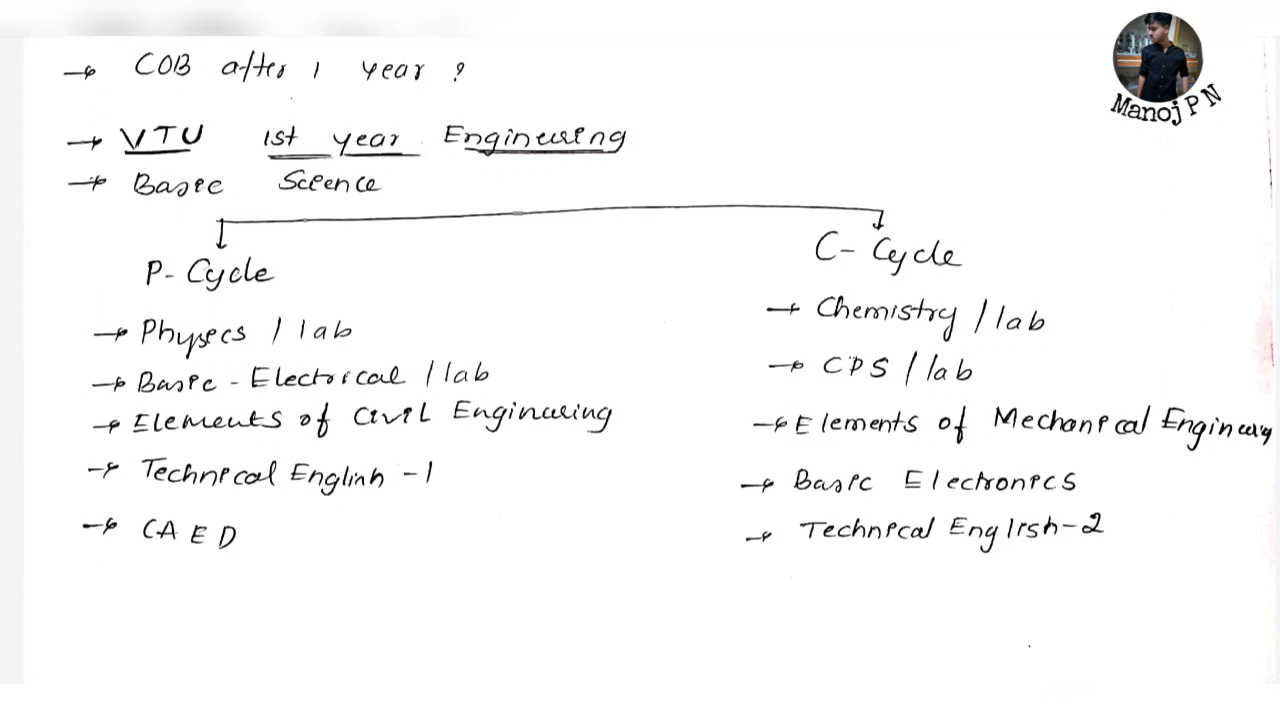 → COB after 1 year ?
Manoj P N
→ VTU 1st year Engineering
→ Basic Science
P- Cycle
C- Cycle
→ Physics / lab
→ Basic - Electrical / lab
→ Elements of Civil Engineering
→ Technical English -1
→ CAED
→ Chemistry / lab
→ CPS / lab
→ Elements of Mechanical Engineering
→ Basic Electronics
→ Technical English-2